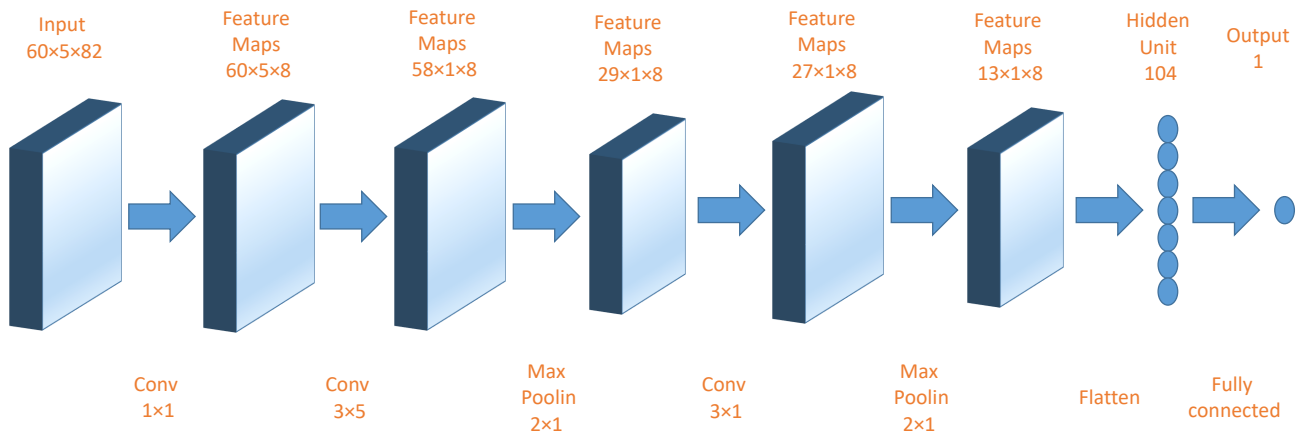 Input
60×5×82
Feature
Maps
60×5×8
Feature
Maps
58×1×8
Feature
Maps
29×1×8
Feature
Maps
27×1×8
Feature
Maps
13×1×8
Hidden
Unit
104
Output
1
Conv
1×1
Conv
3×5
Max
Poolin
2×1
Conv
3×1
Max
Poolin
2×1
Flatten
Fully
connected